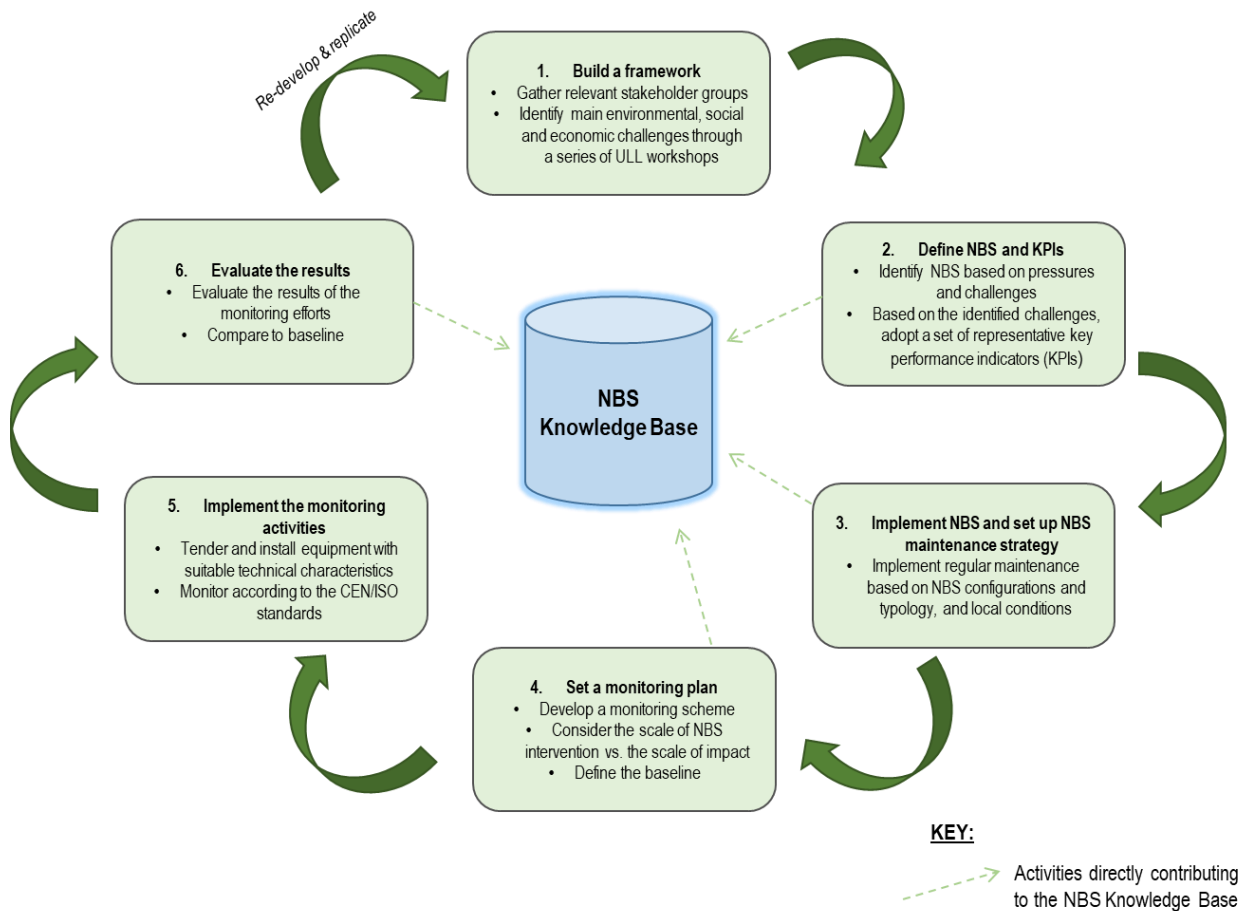 Re-develop & replicate
1. Build a framework
• Gather relevant stakeholder groups
• Identify main environmental, social
and economic challenges through
a series of ULL workshops
2. Define NBS and KPIs
• Identify NBS based on pressures
and challenges
• Based on the identified challenges,
adopt a set of representative key
performance indicators (KPIs)
3. Implement NBS and set up NBS
maintenance strategy
• Implement regular maintenance
based on NBS configurations and
typology, and local conditions
4. Set a monitoring plan
• Develop a monitoring scheme
• Consider the scale of NBS
intervention vs. the scale of impact
• Define the baseline
5. Implement the monitoring
activities
• Tender and install equipment with
suitable technical characteristics
• Monitor according to the CEN/ISO
standards
6. Evaluate the results
• Evaluate the results of the
monitoring efforts
• Compare to baseline
NBS
Knowledge Base
KEY:
Activities directly contributing
to the NBS Knowledge Base